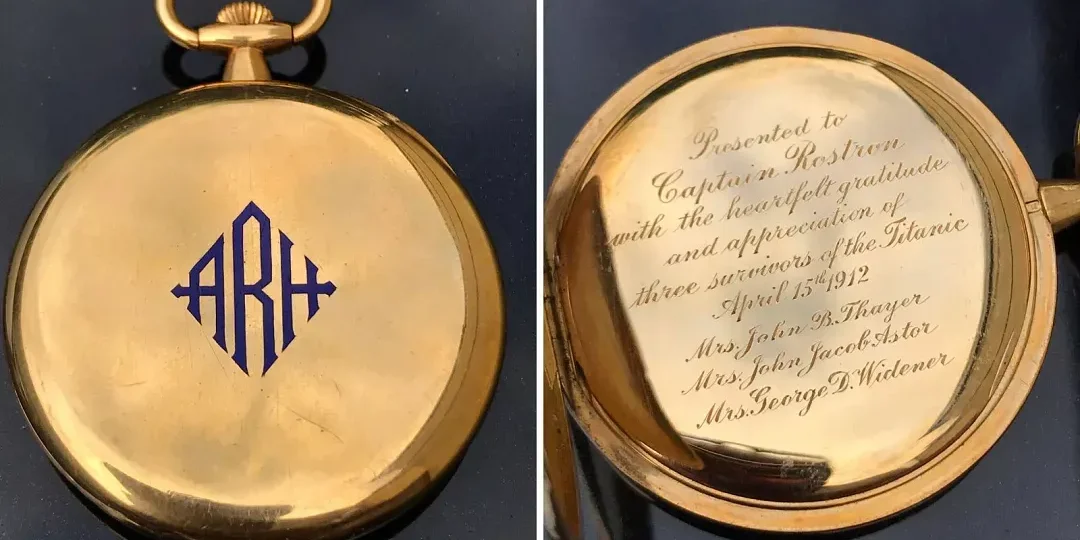 ARH
Presented to
Captain Rostron
with the heartfelt gratitude
and appreciation of
three survivors of the Titanic
April 15th 1912
Mrs. John B. Thayer
Mrs. John Jacob Astor
Mrs. George D. Widener